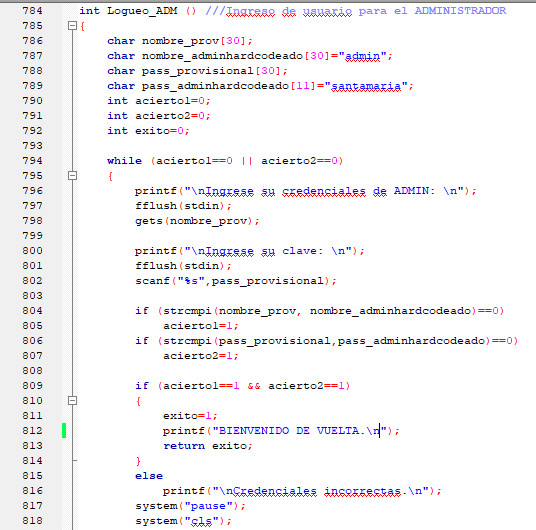 784 int Logueo_ADM () ///Ingreso de usuario para el ADMINISTRADOR
785 {
786 char nombre_prov[30];
787 char nombre_adminhardcodeado[30]="admin";
788 char pass_provisional[30];
789 char pass_adminhardcodeado[11]="santamaria";
790 int acierto1=0;
791 int acierto2=0;
792 int exito=0;
793
794 while (acierto1==0 || acierto2==0)
795 {
796 printf("\nIngrese su credenciales de ADMIN: \n");
797 fflush(stdin);
798 gets(nombre_prov);
799
800 printf("\nIngrese su clave: \n");
801 fflush(stdin);
802 scanf("%s",pass_provisional);
803
804 if (strcmpi(nombre_prov, nombre_adminhardcodeado)==0)
805 acierto1=1;
806 if (strcmpi(pass_provisional,pass_adminhardcodeado)==0)
807 acierto2=1;
808
809 if (acierto1==1 && acierto2==1)
810 {
811 exito=1;
812 printf("BIENVENIDO DE VUELTA.\n");
813 return exito;
814 }
815 else
816 printf("\nCredenciales incorrectas.\n");
817 system("pause");
818 system("cls");